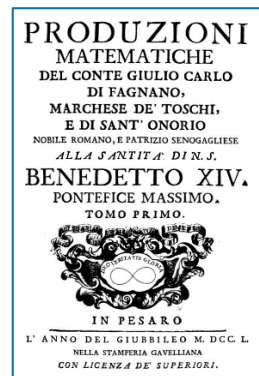 PRODUZIONI
MATEMATICHE
DEL CONTE GIULIO CARLO
DI FAGNANO,
MARCHESE DE' TOSCHI,
E DI SANT' ONORIO
NOBILE ROMANO, E PATRIZIO SENOGAGLIESE
ALLA SANTITA' DI N. S.
BENEDETTO XIV.
PONTEFICE MASSIMO.
TOMO PRIMO.
VERITATIS GLORIA
IN PESARO
L' ANNO DEL GIUBBILEO M. DCC. L.
NELLA STAMPERIA GAVELLIANA
CON LICENZA DE' SUPERIORI.